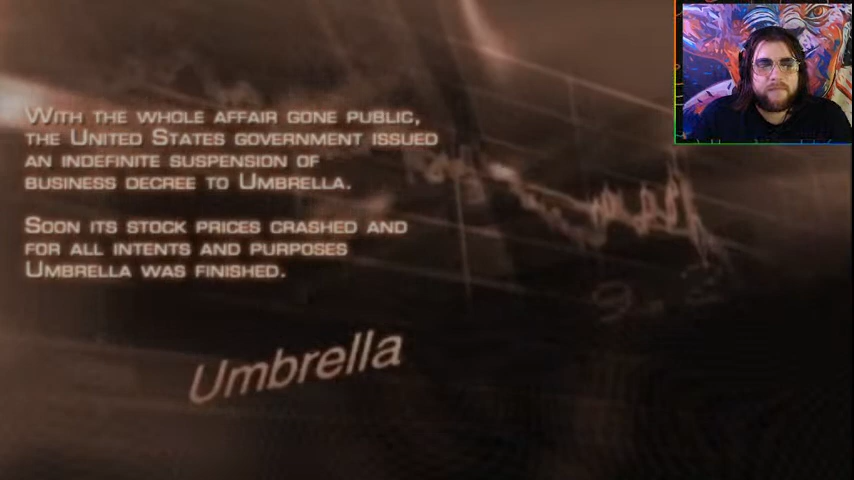 With the whole affair gone public,
the United States government issued
an indefinite suspension of
business decree to Umbrella.
Soon its stock prices crashed and
for all intents and purposes
Umbrella was finished.
Umbrella